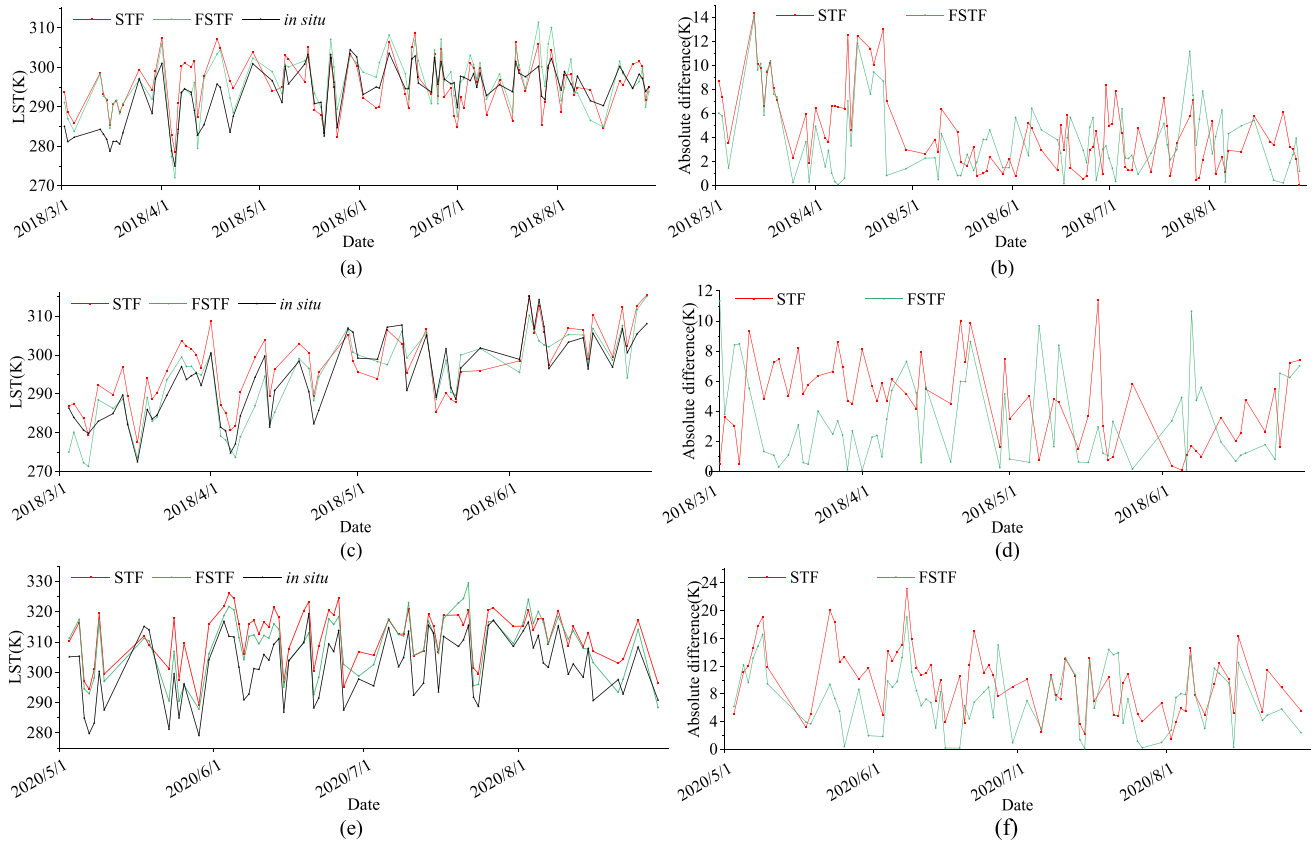 STF FSTF in situ
310
300
290
280
270
LST(K)
2018/3/1 2018/4/1 2018/5/1 2018/6/1 2018/7/1 2018/8/1
Date
(a)
STF FSTF
14
12
10
8
6
4
2
0
Absolute difference(K)
2018/3/1 2018/4/1 2018/5/1 2018/6/1 2018/7/1 2018/8/1
Date
(b)
STF FSTF in situ
310
300
290
280
270
LST(K)
2018/3/1 2018/4/1 2018/5/1 2018/6/1
Date
(c)
STF FSTF
12
10
8
6
4
2
0
Absolute difference(K)
2018/3/1 2018/4/1 2018/5/1 2018/6/1
Date
(d)
STF FSTF in situ
330
320
310
300
290
280
LST(K)
2020/5/1 2020/6/1 2020/7/1 2020/8/1
Date
(e)
STF FSTF
24
20
16
12
8
4
0
Absolute difference(K)
2020/5/1 2020/6/1 2020/7/1 2020/8/1
Date
(f)